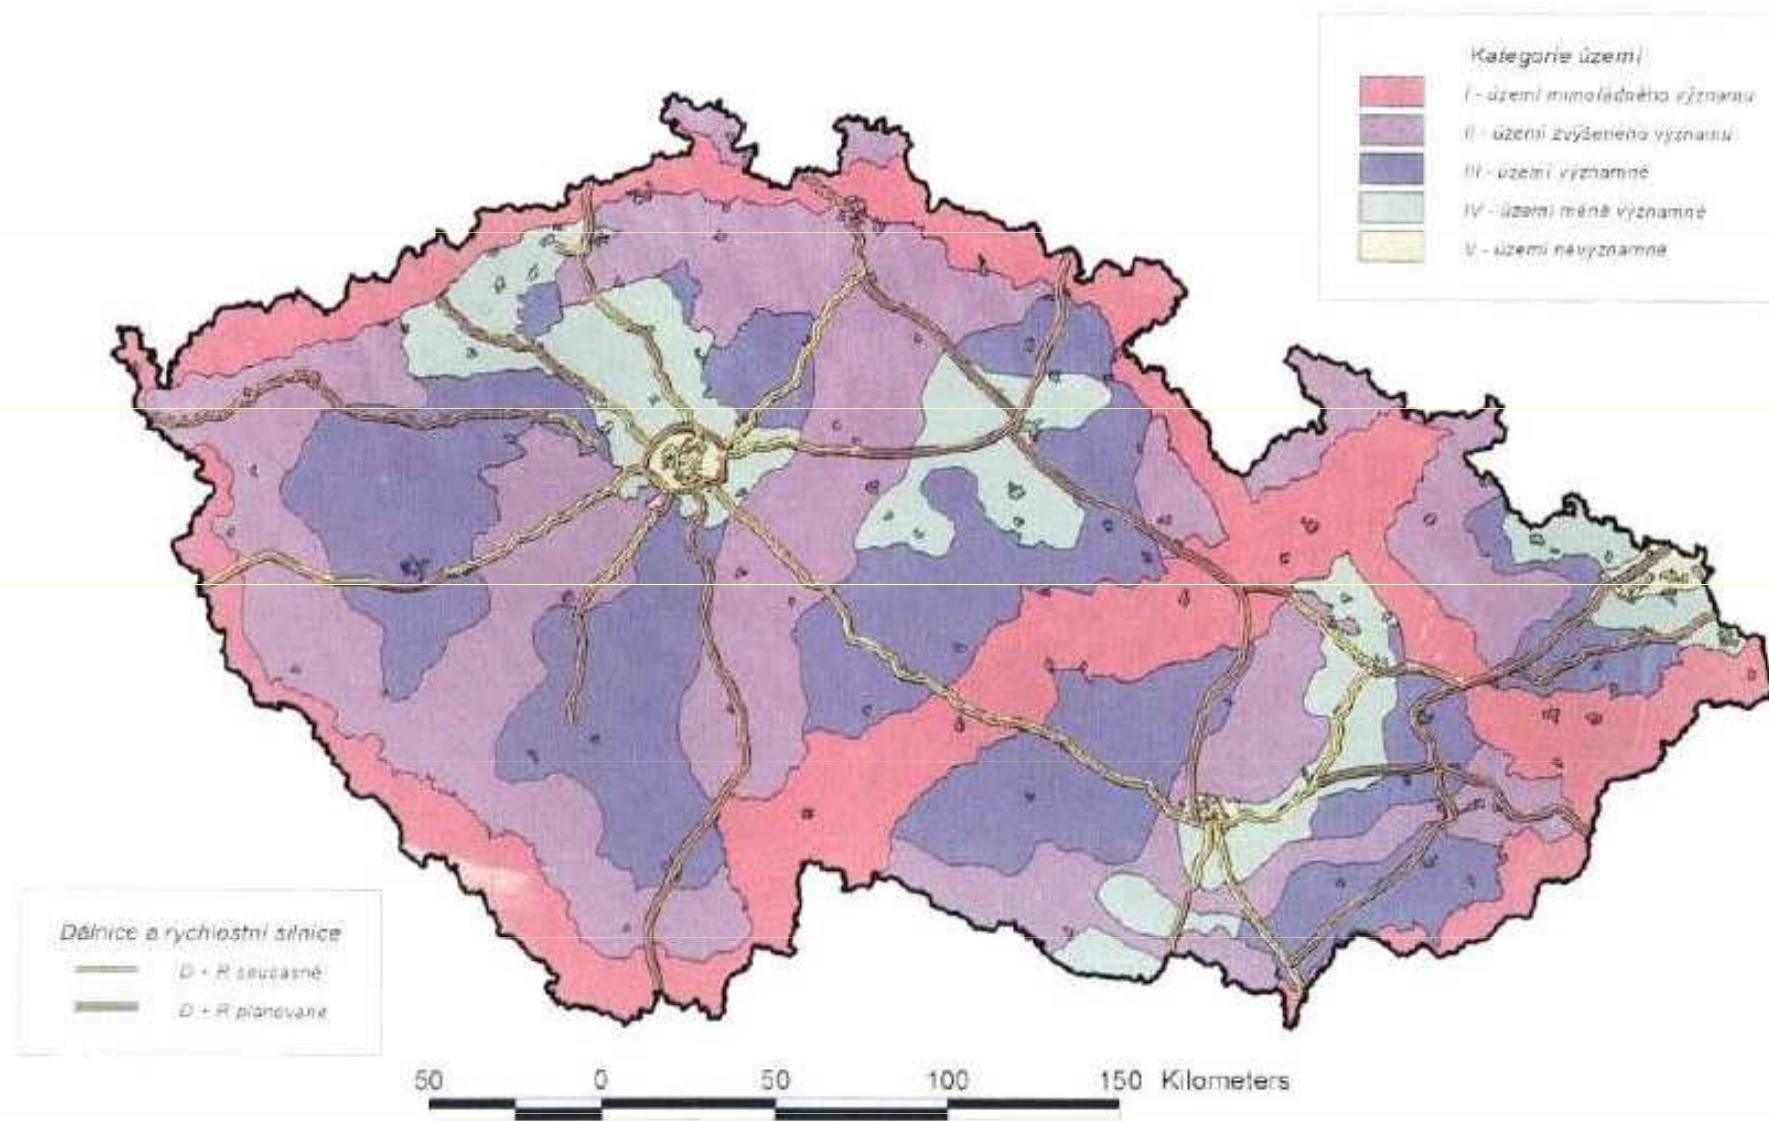 Kategorie území
I - území mimořádného významu
II - území zvýšeného významu
III - území významné
IV - území méně významné
V - území nevýznamné
Dálnice a rychlostní silnice
D + R současné
D + R plánované
50 0 50 100 150 Kilometers